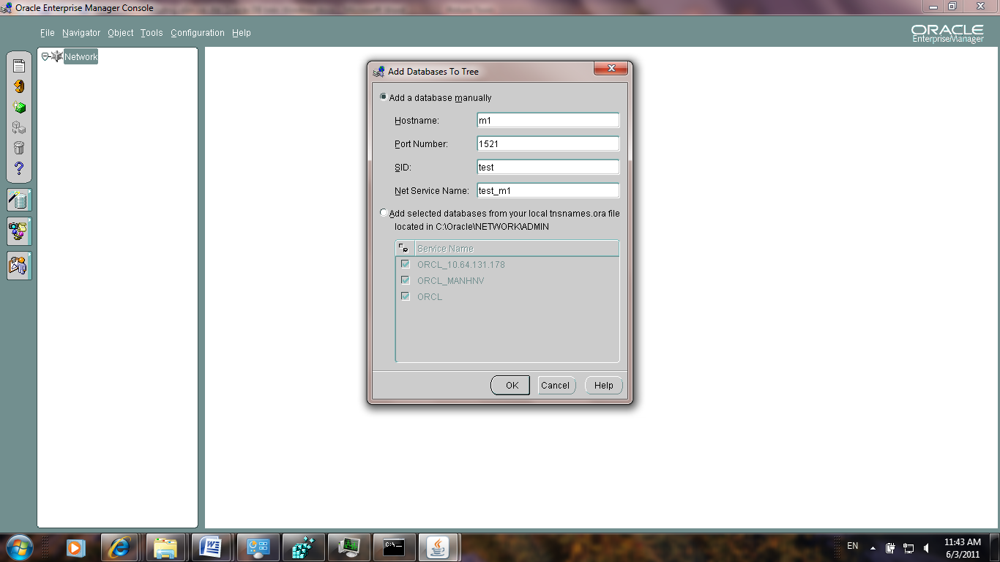 Oracle Enterprise Manager Console
File Navigator Object Tools Configuration Help
ORACLE
EnterpriseManager
Network
Add Databases To Tree
Add a database manually
Hostname: m1
Port Number: 1521
SID: test
Net Service Name: test_m1
Add selected databases from your local tnsnames.ora file
located in C:\Oracle\NETWORK\ADMIN
Service Name
ORCL_10.64.131.178
ORCL_MANHNV
ORCL
OK Cancel Help
EN
11:43 AM
6/3/2011